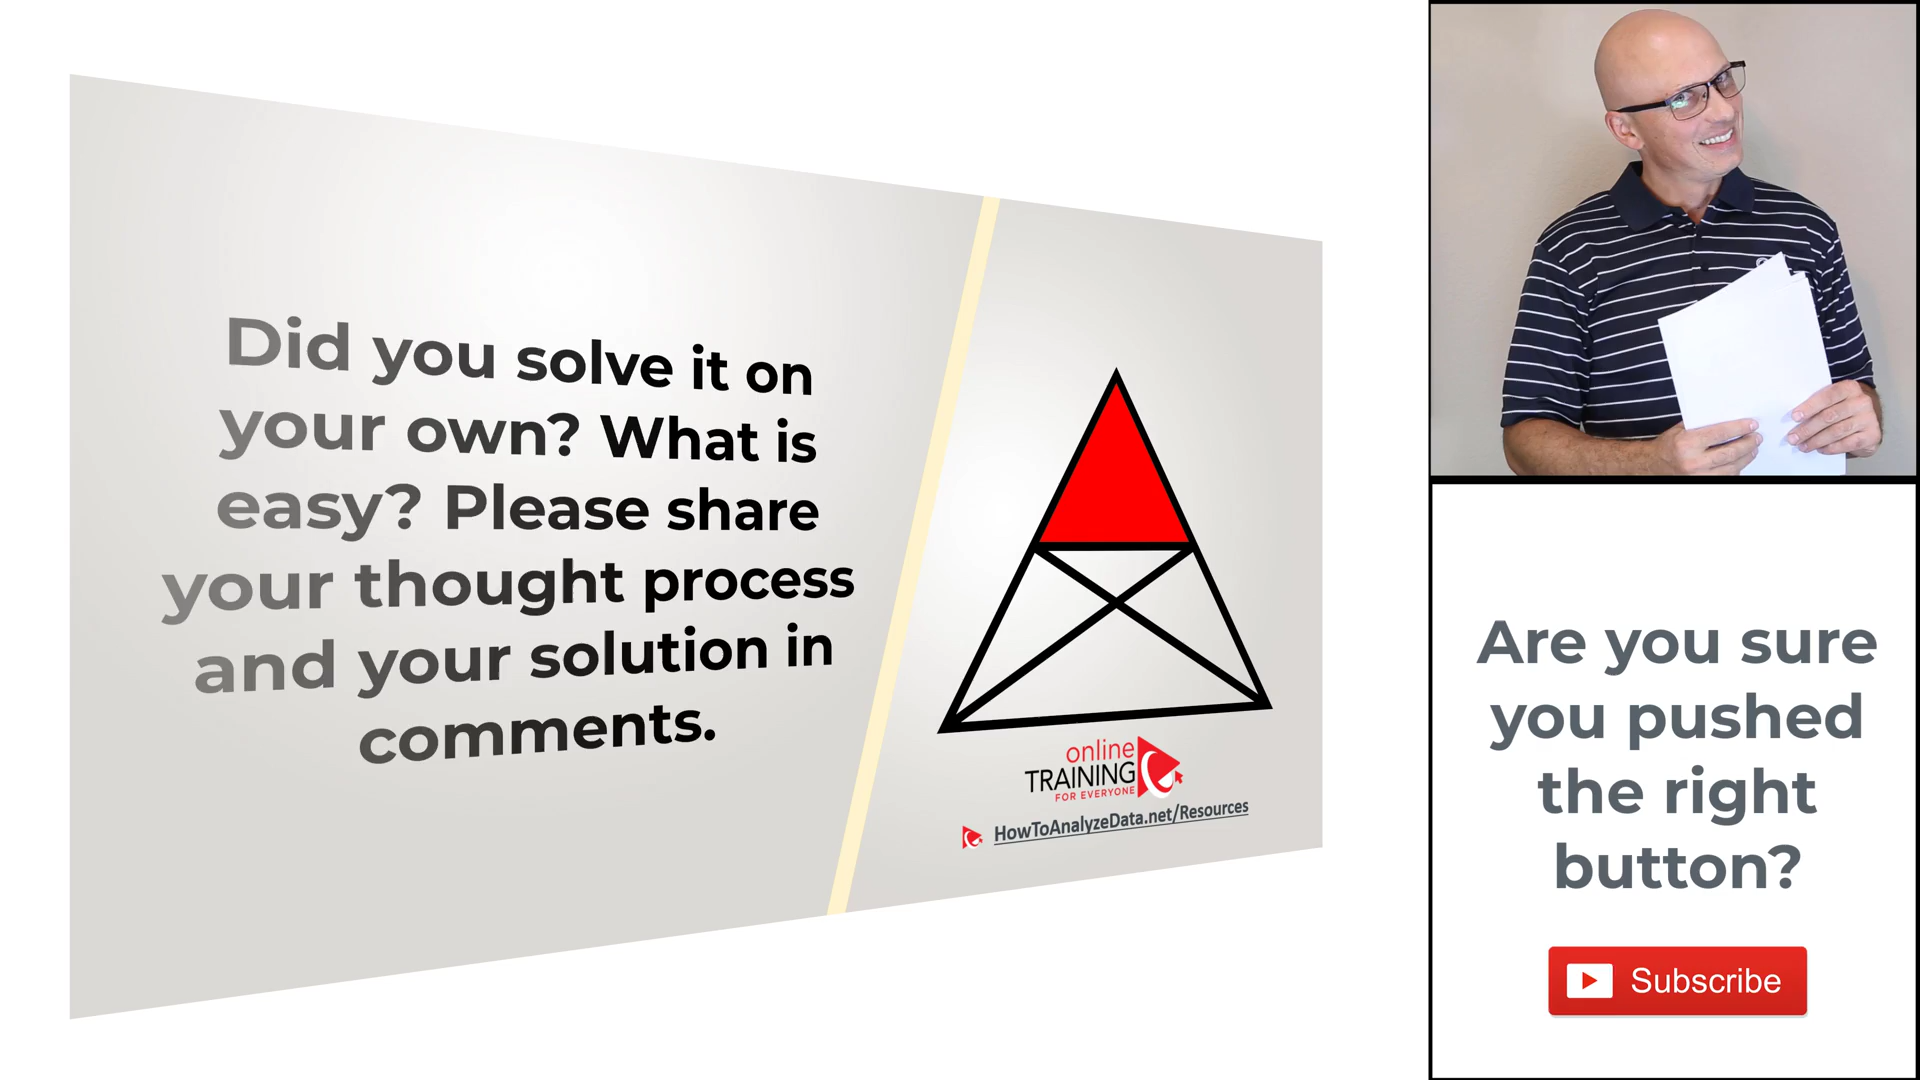 Did you solve it on
your own? What is
easy? Please share
your thought process
and your solution in
comments.
online
TRAINING
FOR EVERYONE
HowToAnalyzeData.net/Resources
Are you sure
you pushed
the right
button?
Subscribe